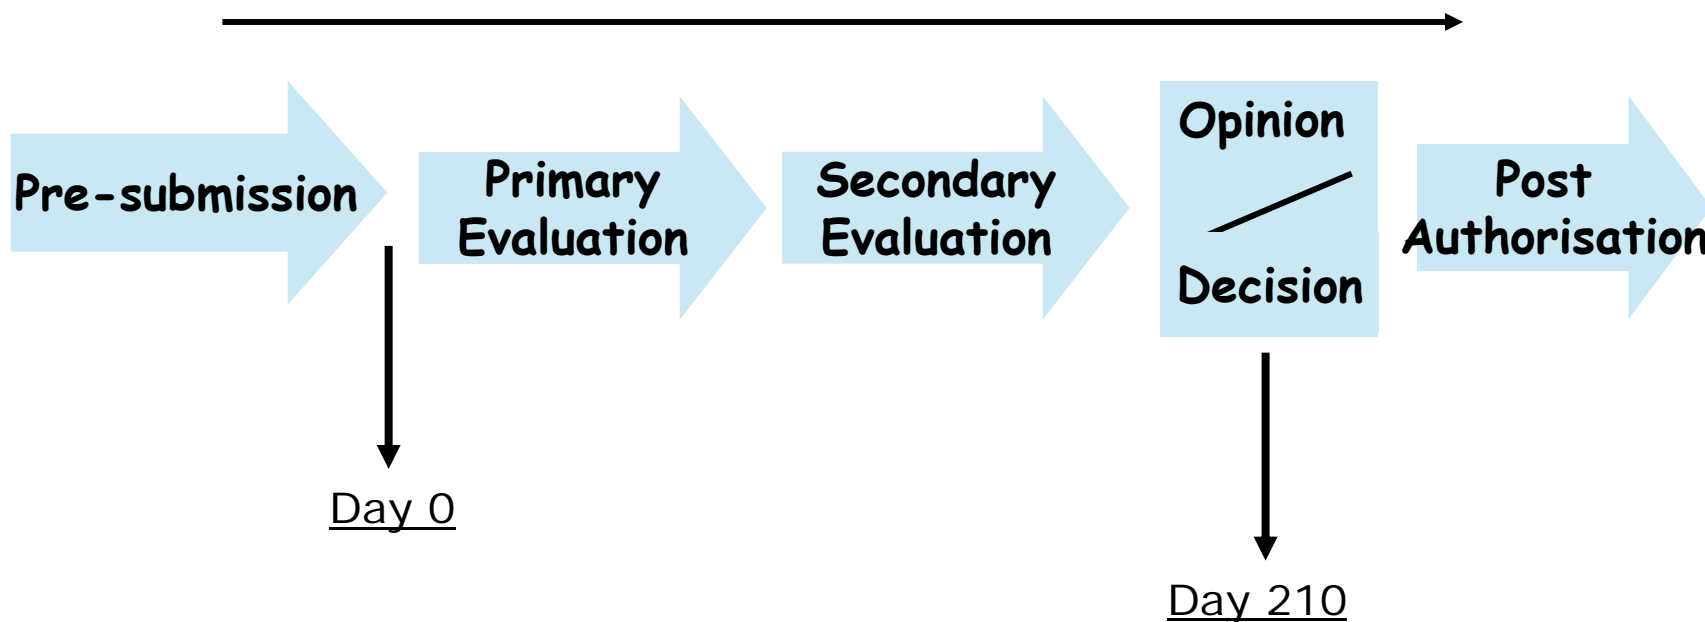 Pre-submission
Primary
Evaluation
Secondary
Evaluation
Opinion
Decision
Post
Authorisation
Day 0
Day 210